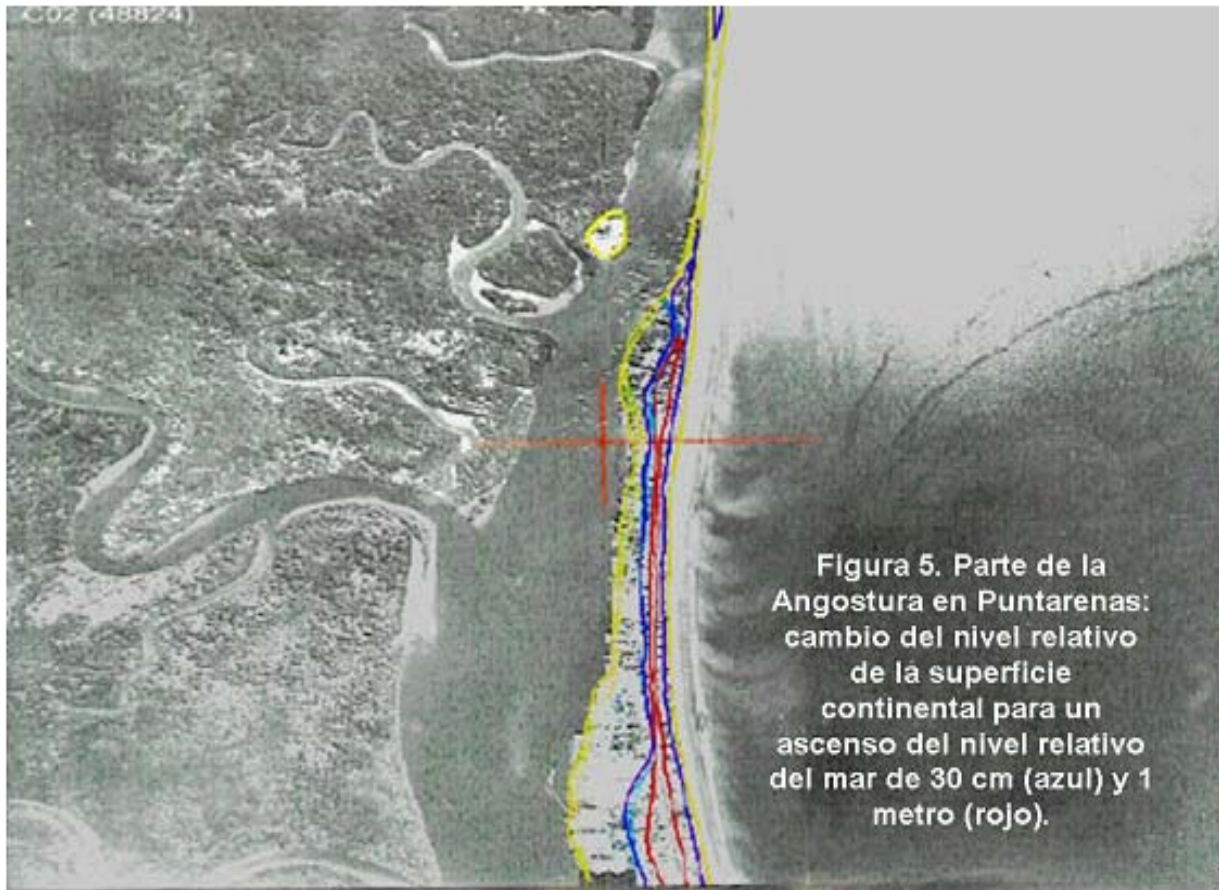 C02 (48824)
Figura 5. Parte de la
Angostura en Puntarenas:
cambio del nivel relativo
de la superficie
continental para un
ascenso del nivel relativo
del mar de 30 cm (azul) y 1
metro (rojo).